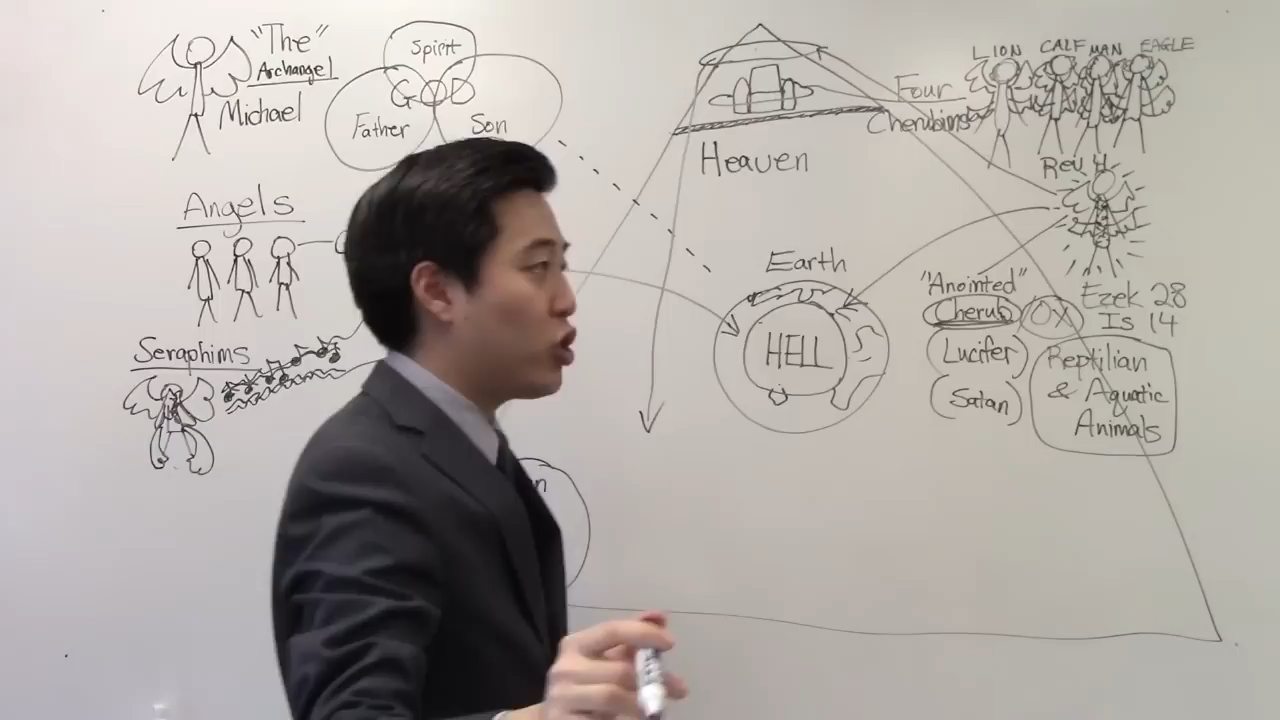 "The"
Archangel
Michael
Spirit
GOD
Father
Son
Angels
Seraphims
Heaven
Four
Cherubims
LION
CALF
MAN
EAGLE
Rev 4
Earth
HELL
"Anointed"
Cherub
OX
Lucifer
Satan
Ezek 28
Is 14
Reptilian
& Aquatic
Animals